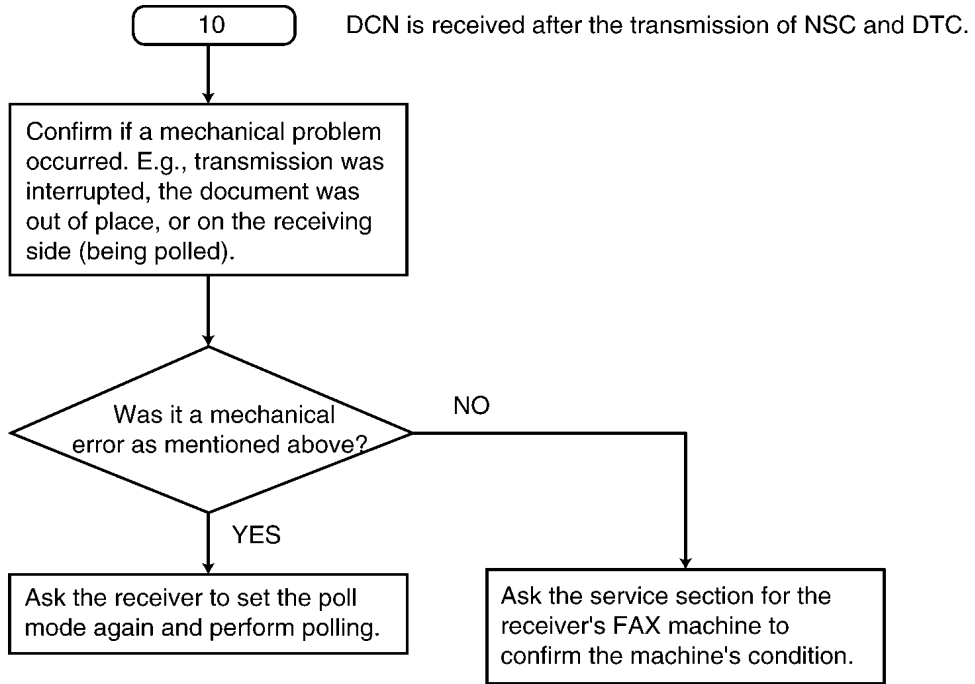 10
DCN is received after the transmission of NSC and DTC.
Confirm if a mechanical problem
occurred. E.g., transmission was
interrupted, the document was
out of place, or on the receiving
side (being polled).
Was it a mechanical
error as mentioned above?
NO
YES
Ask the receiver to set the poll
mode again and perform polling.
Ask the service section for the
receiver's FAX machine to
confirm the machine's condition.